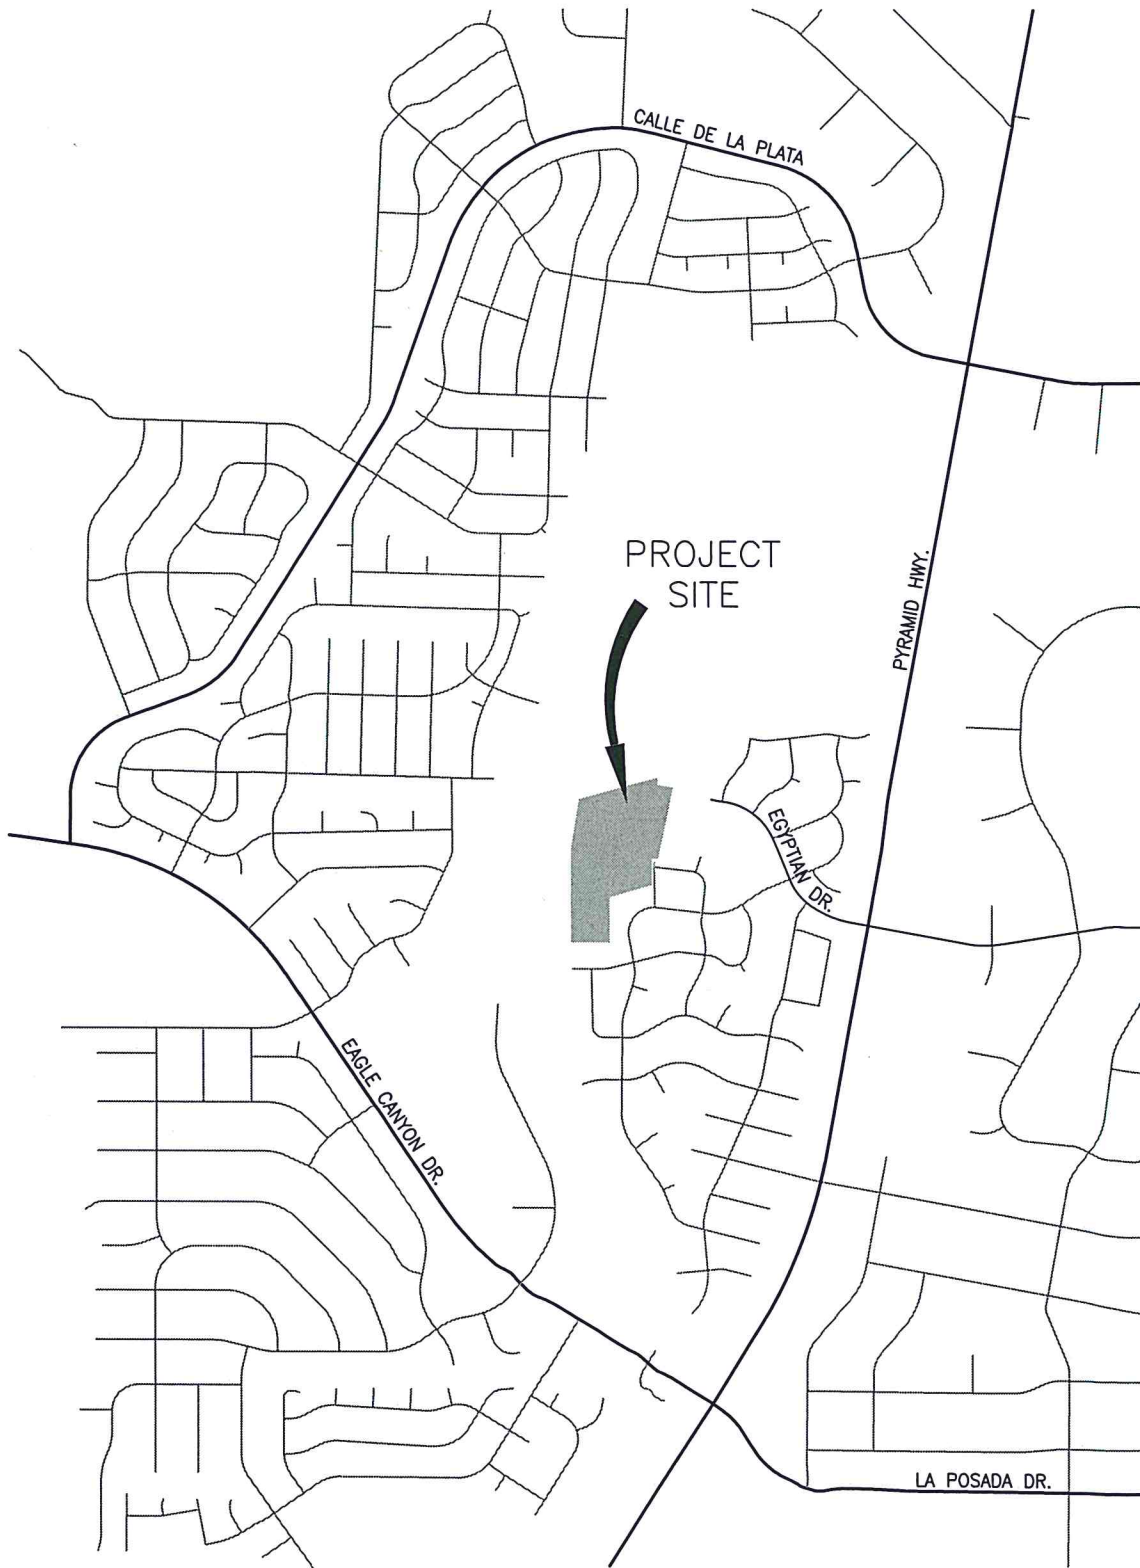 CALLE DE LA PLATA
PROJECT
SITE
PYRAMID HWY.
EGYPTIAN DR.
EAGLE CANYON DR.
LA POSADA DR.